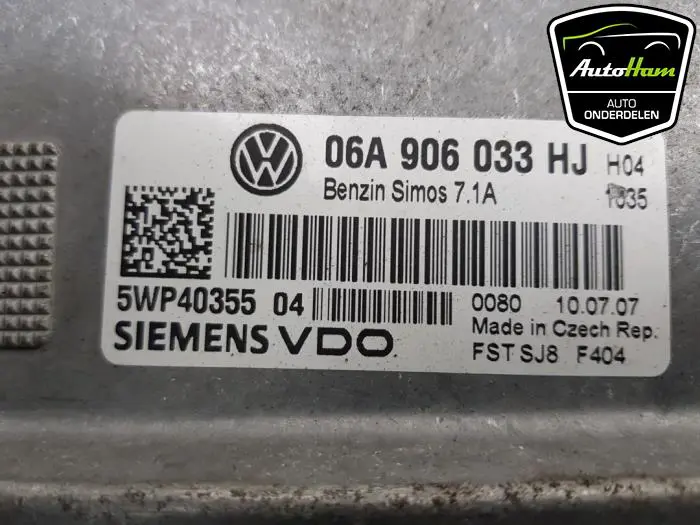 AutoHam
AUTO
ONDERDELEN
06A 906 033 HJ H04
Benzin Simos 7.1A
5WP40355 04
0080 10.07.07
SIEMENS VDO
Made in Czech Rep.
FST SJ8 F404